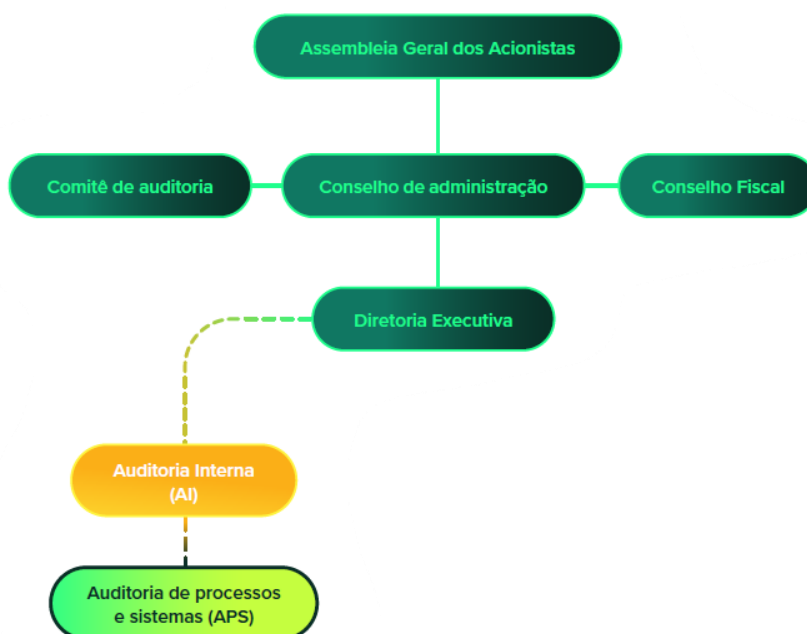 Assembleia Geral dos Acionistas
Comitê de auditoria
Conselho de administração
Conselho Fiscal
Diretoria Executiva
Auditoria Interna
(AI)
Auditoria de processos
e sistemas (APS)